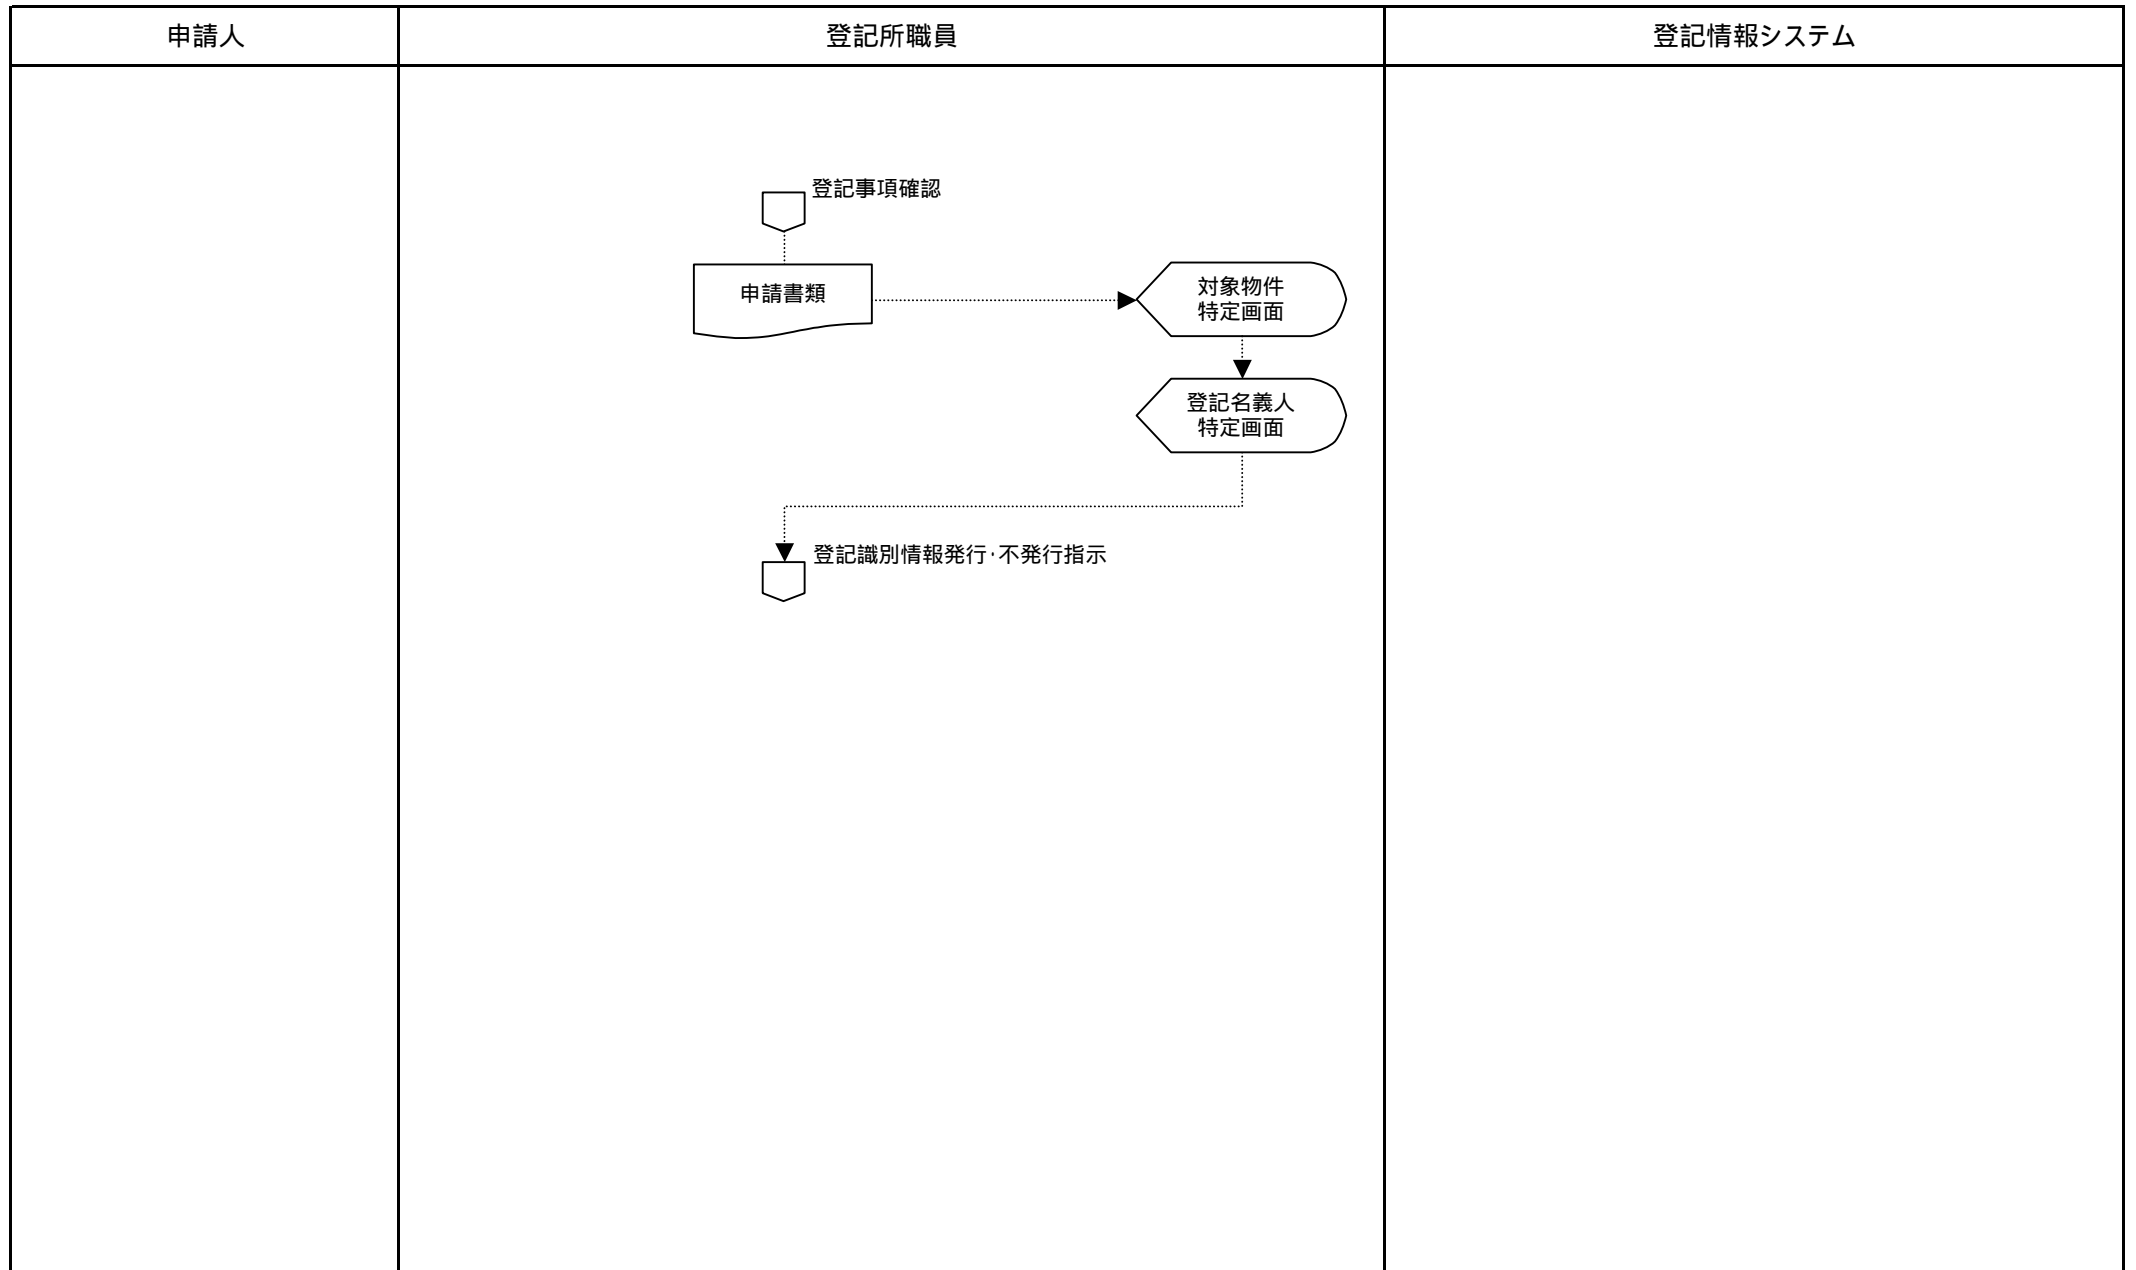 申請人
登記所職員
登記情報システム
登記事項確認
申請書類
対象物件
特定画面
登記名義人
特定画面
登記識別情報発行・不発行指示